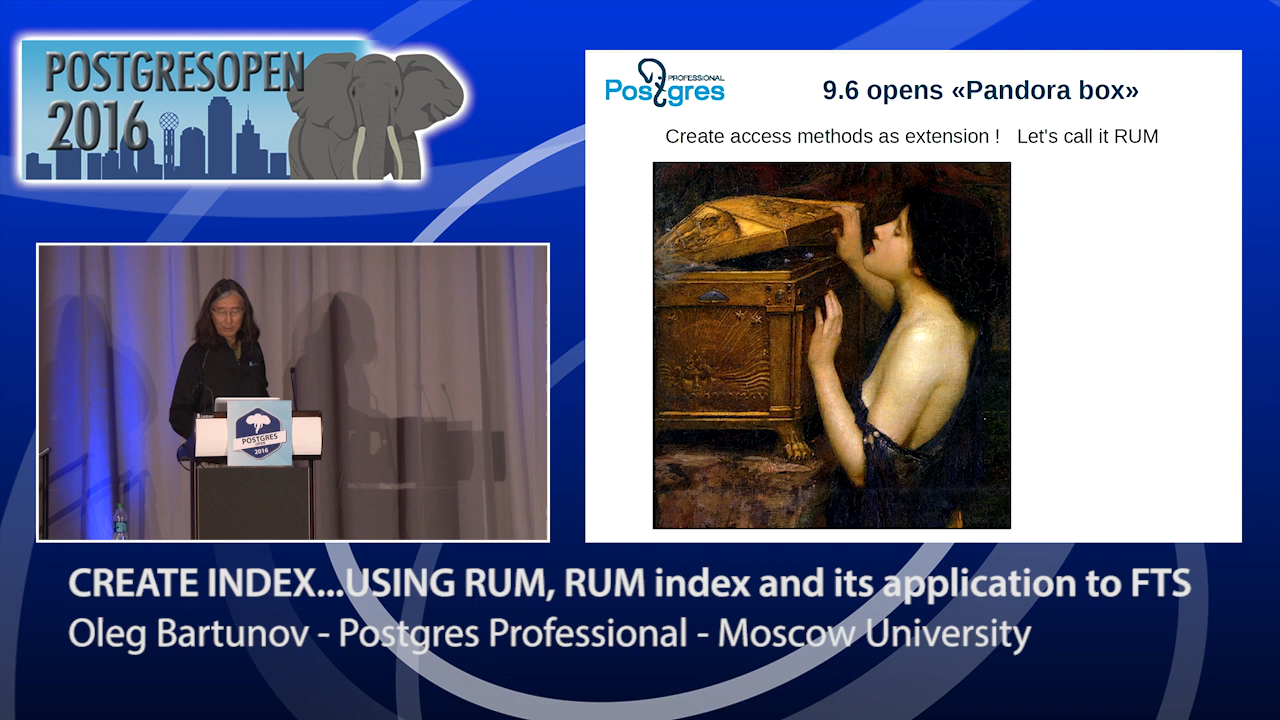 POSTGRESOPEN
2016
PROFESSIONAL
Postgres
9.6 opens «Pandora box»
Create access methods as extension ! Let's call it RUM
POSTGRES
OPEN
2016
CREATE INDEX...USING RUM, RUM index and its application to FTS
Oleg Bartunov - Postgres Professional - Moscow University